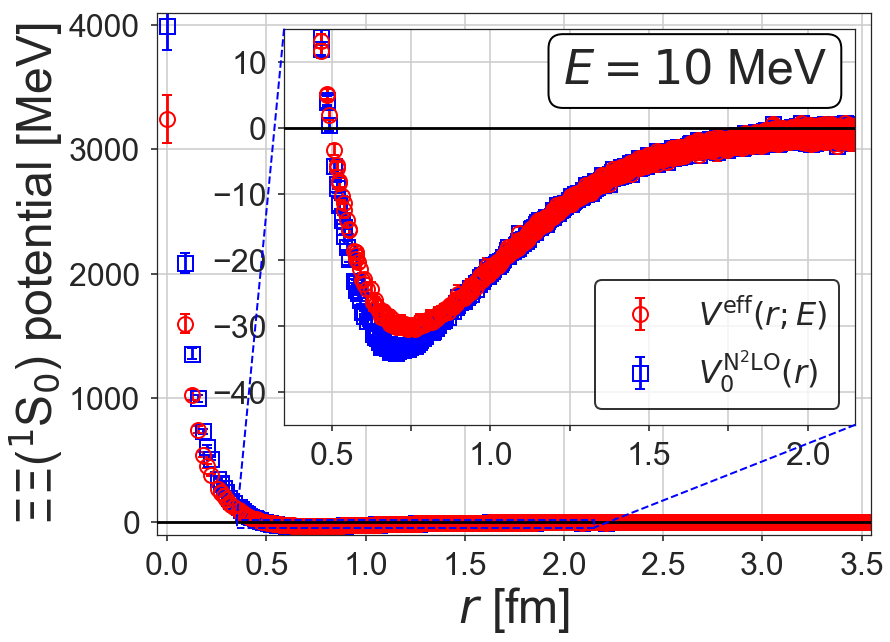 ΞΞ(¹S₀) potential [MeV]
4000
3000
2000
1000
0
E = 10 MeV
10
0
−10
−20
−30
−40
V^eff(r; E)
V₀^N²LO(r)
0.5 1.0 1.5 2.0
0.0 0.5 1.0 1.5 2.0 2.5 3.0 3.5
r [fm]